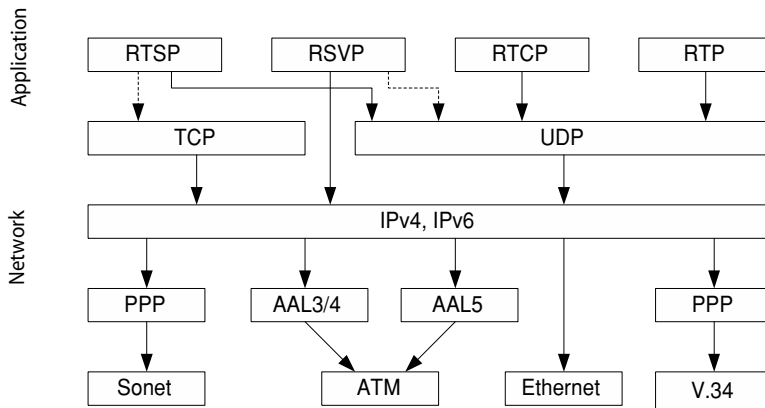 Application
RTSP
RSVP
RTCP
RTP
TCP
UDP
Network
IPv4, IPv6
PPP
AAL3/4
AAL5
PPP
Sonet
ATM
Ethernet
V.34